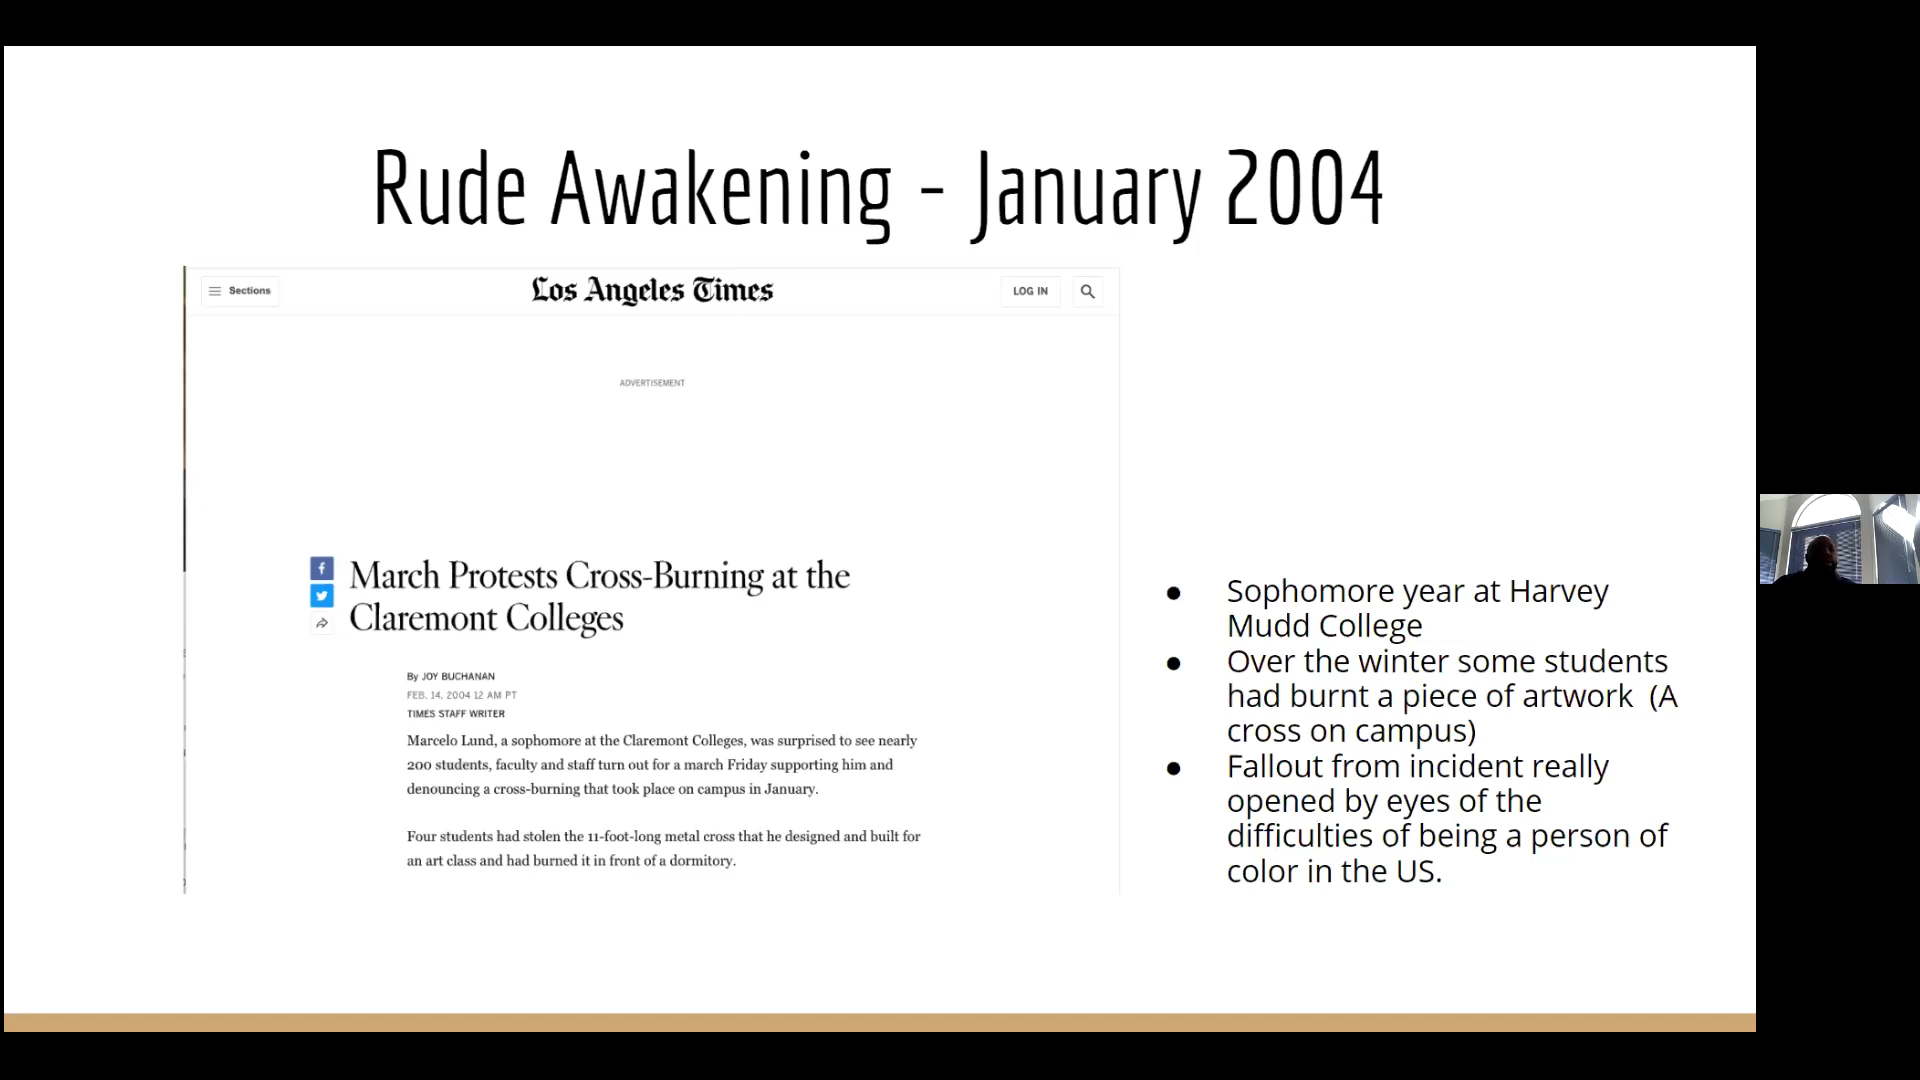 Rude Awakening - January 2004
Sections
Los Angeles Times
LOG IN
ADVERTISEMENT
March Protests Cross-Burning at the
Claremont Colleges
By JOY BUCHANAN
FEB. 14, 2004 12 AM PT
TIMES STAFF WRITER
Marcelo Lund, a sophomore at the Claremont Colleges, was surprised to see nearly
200 students, faculty and staff turn out for a march Friday supporting him and
denouncing a cross-burning that took place on campus in January.
Four students had stolen the 11-foot-long metal cross that he designed and built for
an art class and had burned it in front of a dormitory.
● Sophomore year at Harvey
Mudd College
● Over the winter some students
had burnt a piece of artwork (A
cross on campus)
● Fallout from incident really
opened by eyes of the
difficulties of being a person of
color in the US.